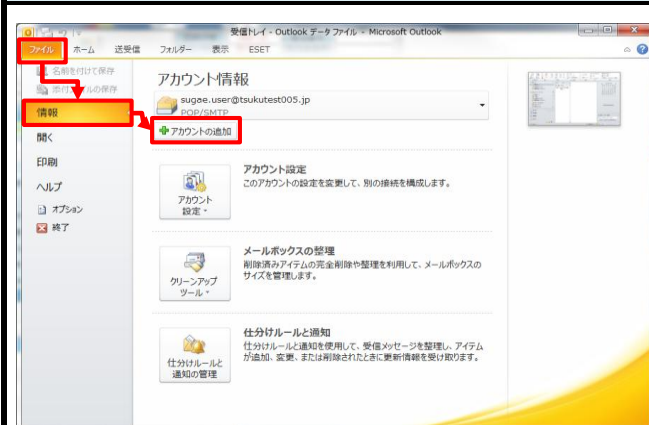 受信トレイ - Outlook データ ファイル - Microsoft Outlook
ファイル ホーム 送受信 フォルダー 表示 ESET
名前を付けて保存
添付ファイルの保存
情報
開く
印刷
ヘルプ
オプション
終了
アカウント情報
sugae.user@tsukutest005.jp
POP/SMTP
アカウントの追加
アカウント設定
このアカウントの設定を変更して、別の接続を構成します。
アカウント
設定
メールボックスの整理
削除済みアイテムの完全削除や整理を利用して、メールボックスの
サイズを管理します。
クリーンアップ
ツール
仕分けルールと通知
仕分けルールと通知を使用して、受信メッセージを整理し、アイテム
が追加、変更、または削除されたときに更新情報を受け取ります。
仕分けルールと
通知の管理